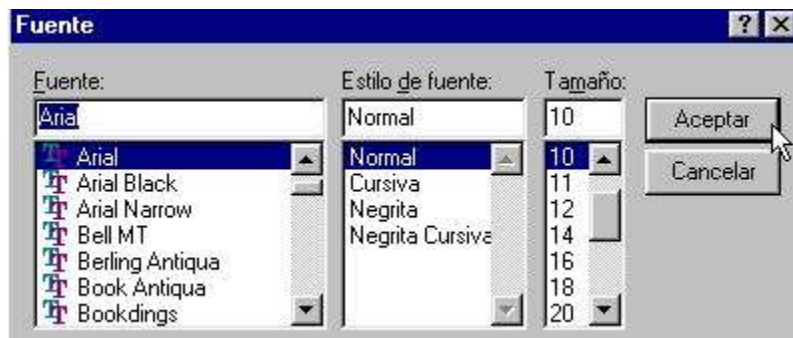 Fuente
Fuente: Estilo de fuente: Tamaño:
Arial Normal 10 Aceptar
Arial Normal 10
Arial Black Cursiva 11 Cancelar
Arial Narrow Negrita 12
Bell MT Negrita Cursiva 14
Berling Antiqua 16
Book Antiqua 18
Bookdings 20